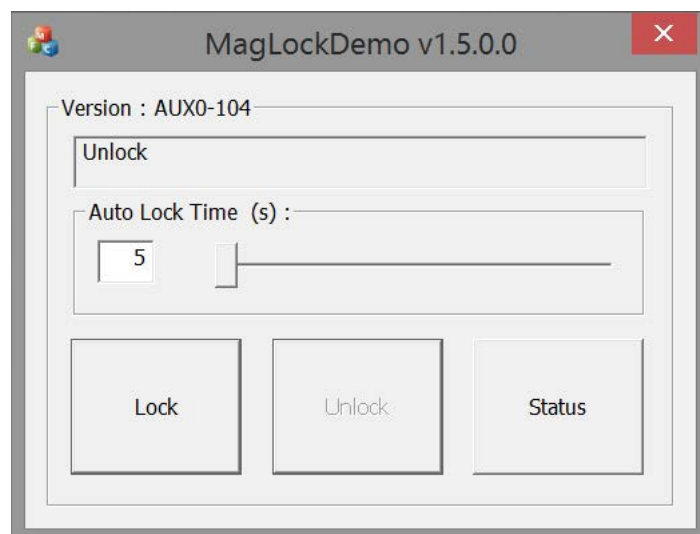 MagLockDemo v1.5.0.0
Version : AUX0-104
Unlock
Auto Lock Time (s) :
5
Lock Unlock Status